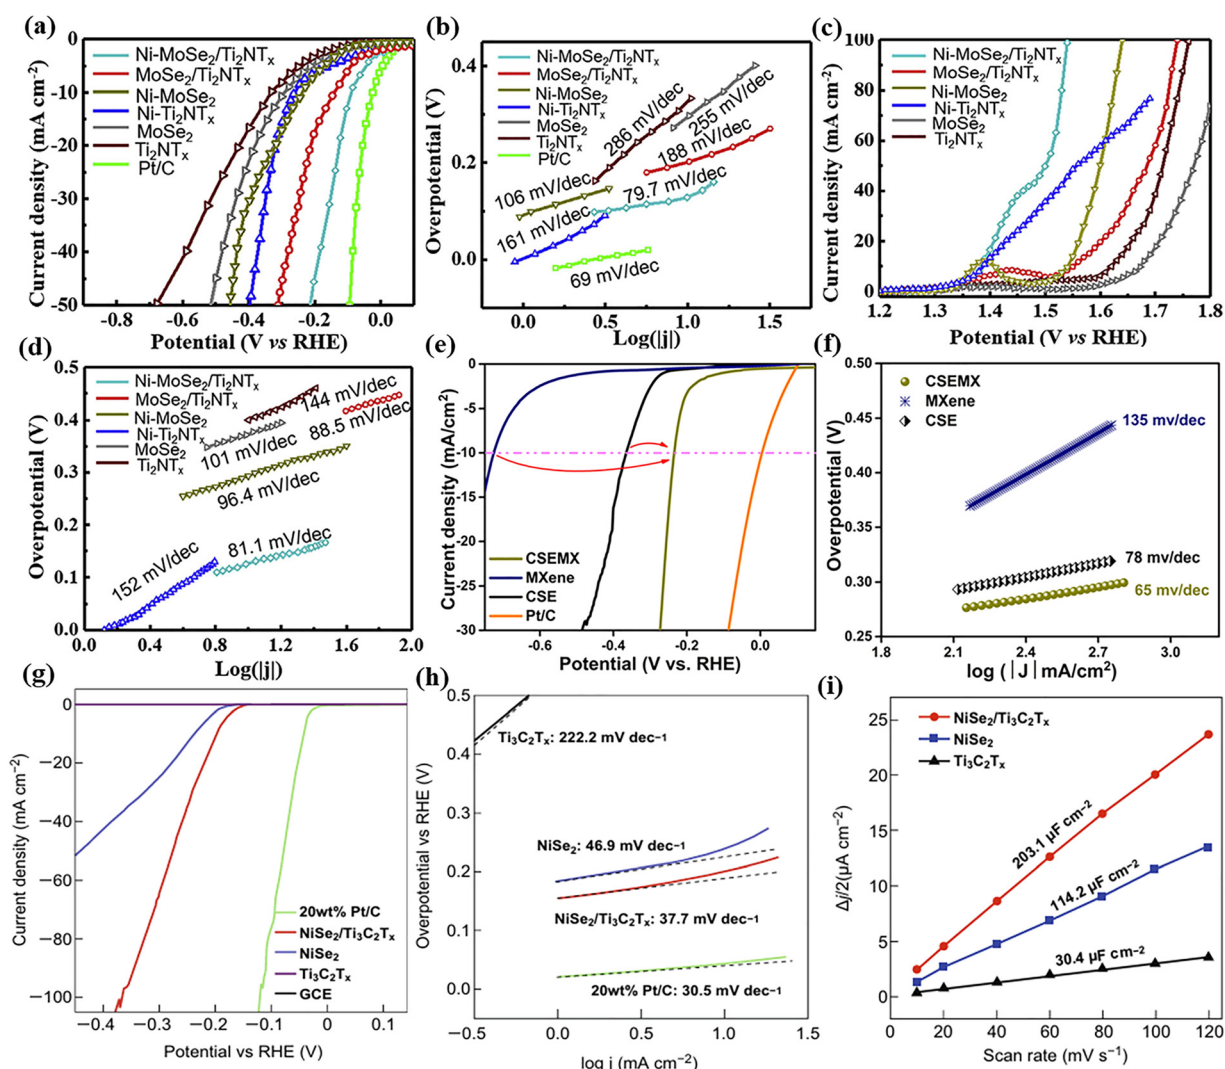 (a)
Ni-MoSe₂/Ti₂NTₓ
MoSe₂/Ti₂NTₓ
Ni-MoSe₂
Ni-Ti₂NTₓ
MoSe₂
Ti₂NTₓ
Pt/C
Current density (mA cm⁻²)
0
-10
-20
-30
-40
-50
-0.8 -0.6 -0.4 -0.2 0.0
Potential (V vs RHE)
(b)
Ni-MoSe₂/Ti₂NTₓ
MoSe₂/Ti₂NTₓ
Ni-MoSe₂
Ni-Ti₂NTₓ
MoSe₂
Ti₂NTₓ
Pt/C
286 mV/dec
255 mV/dec
188 mV/dec
106 mV/dec
79.7 mV/dec
161 mV/dec
69 mV/dec
Overpotential (V)
0.4
0.2
0.0
0.0 0.5 1.0 1.5
Log(|j|)
(c)
Ni-MoSe₂/Ti₂NTₓ
MoSe₂/Ti₂NTₓ
Ni-MoSe₂
Ni-Ti₂NTₓ
MoSe₂
Ti₂NTₓ
Current density (mA cm⁻²)
100
80
60
40
20
0
1.2 1.3 1.4 1.5 1.6 1.7 1.8
Potential (V vs RHE)
(d)
Ni-MoSe₂/Ti₂NTₓ
MoSe₂/Ti₂NTₓ
Ni-MoSe₂
Ni-Ti₂NTₓ
MoSe₂
Ti₂NTₓ
144 mV/dec
88.5 mV/dec
101 mV/dec
96.4 mV/dec
81.1 mV/dec
152 mV/dec
Overpotential (V)
0.5
0.4
0.3
0.2
0.1
0.0
0.0 0.4 0.8 1.2 1.6 2.0
Log(|j|)
(e)
Current density (mA/cm²)
0
-5
-10
-15
-20
-25
-30
CSEMX
MXene
CSE
Pt/C
-0.6 -0.4 -0.2 0.0
Potential (V vs. RHE)
(f)
CSEMX
MXene
CSE
135 mv/dec
78 mv/dec
65 mv/dec
Overpotential (V)
0.50
0.45
0.40
0.35
0.30
0.25
1.8 2.1 2.4 2.7 3.0
log (|J| mA/cm²)
(g)
Current density (mA cm⁻²)
0
−20
−40
−60
−80
−100
20wt% Pt/C
NiSe₂/Ti₃C₂Tₓ
NiSe₂
Ti₃C₂Tₓ
GCE
−0.4 −0.3 −0.2 −0.1 0 0.1
Potential vs RHE (V)
(h)
Overpotential vs RHE (V)
0.5
0.4
0.3
0.2
0.1
0.0
Ti₃C₂Tₓ: 222.2 mV dec⁻¹
NiSe₂: 46.9 mV dec⁻¹
NiSe₂/Ti₃C₂Tₓ: 37.7 mV dec⁻¹
20wt% Pt/C: 30.5 mV dec⁻¹
−0.5 0.0 0.5 1.0 1.5
log j (mA cm⁻²)
(i)
NiSe₂/Ti₃C₂Tₓ
NiSe₂
Ti₃C₂Tₓ
203.1 μF cm⁻²
114.2 μF cm⁻²
30.4 μF cm⁻²
Δj/2(μA cm⁻²)
25
20
15
10
5
0
0 20 40 60 80 100 120
Scan rate (mV s⁻¹)